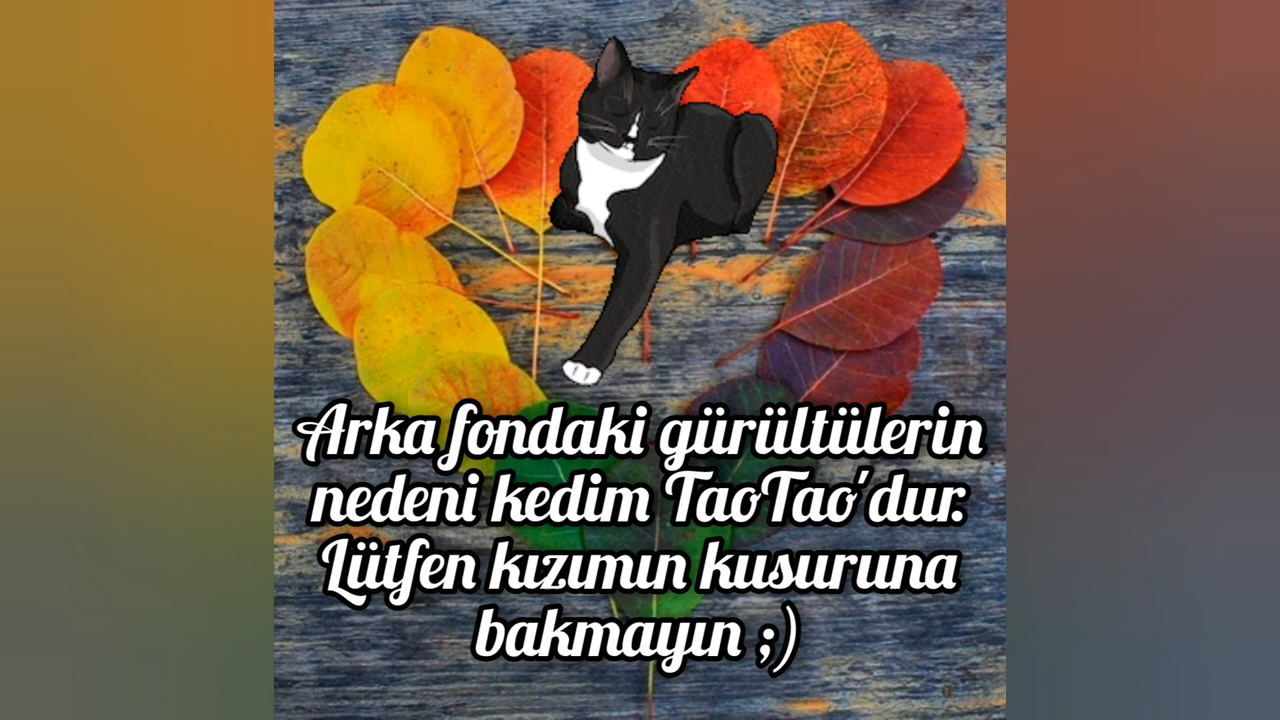 Arka fondaki gürültülerin
nedeni kedim TaoTao'dur.
Lütfen kızımın kusuruna
bakmayın ;)